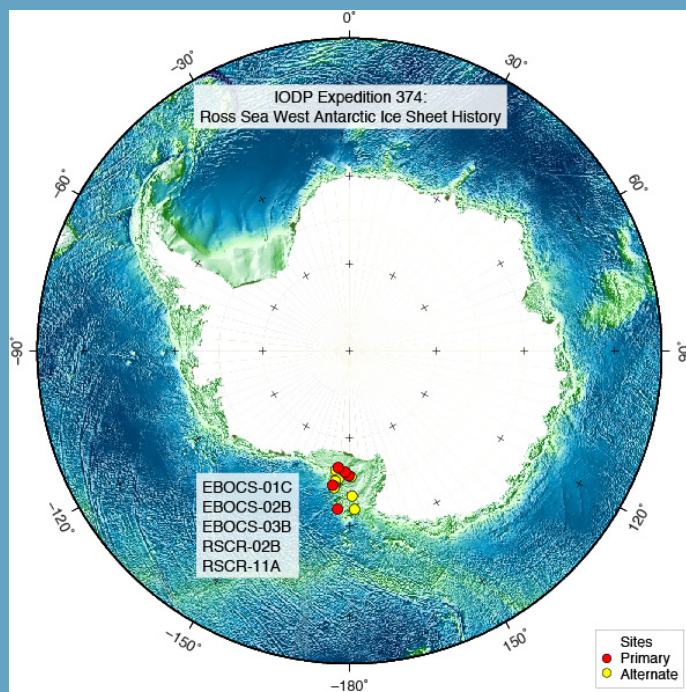 0˚
−30˚
30˚
IODP Expedition 374:
Ross Sea West Antarctic Ice Sheet History
−60˚
60˚
−90˚
90˚
EBOCS-01C
EBOCS-02B
EBOCS-03B
RSCR-02B
RSCR-11A
−120˚
120˚
−150˚
150˚
−180˚
Sites
Primary
Alternate